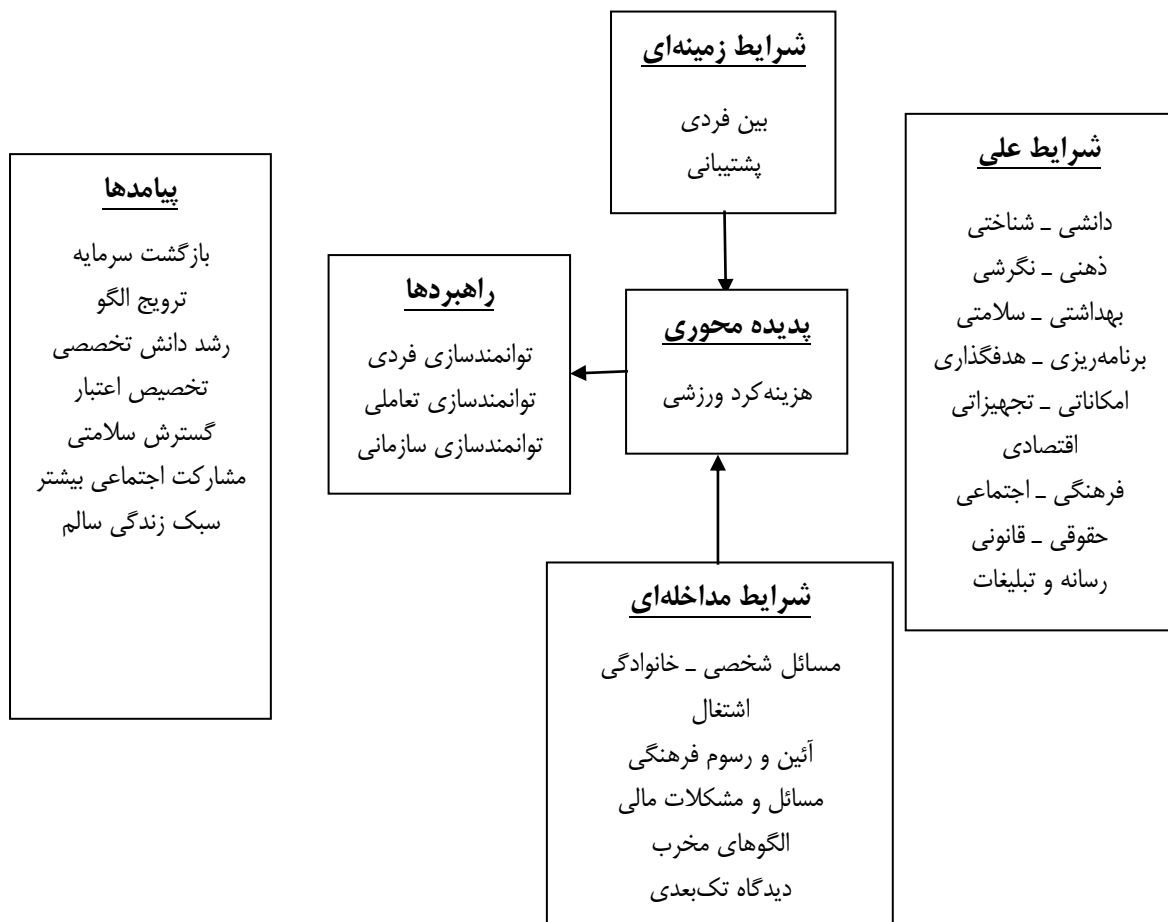 شرایط زمینه‌ای
بین فردی
پشتیبانی
شرایط علی
دانشی ـ شناختی
ذهنی ـ نگرشی
بهداشتی ـ سلامتی
برنامه‌ریزی ـ هدفگذاری
امکاناتی ـ تجهیزاتی
اقتصادی
فرهنگی ـ اجتماعی
حقوقی ـ قانونی
رسانه و تبلیغات
پدیده محوری
هزینه‌کرد ورزشی
راهبردها
توانمندسازی فردی
توانمندسازی تعاملی
توانمندسازی سازمانی
پیامدها
بازگشت سرمایه
ترویج الگو
رشد دانش تخصصی
تخصیص اعتبار
گسترش سلامتی
مشارکت اجتماعی بیشتر
سبک زندگی سالم
شرایط مداخله‌ای
مسائل شخصی ـ خانوادگی
اشتغال
آئین و رسوم فرهنگی
مسائل و مشکلات مالی
الگوهای مخرب
دیدگاه تک‌بعدی